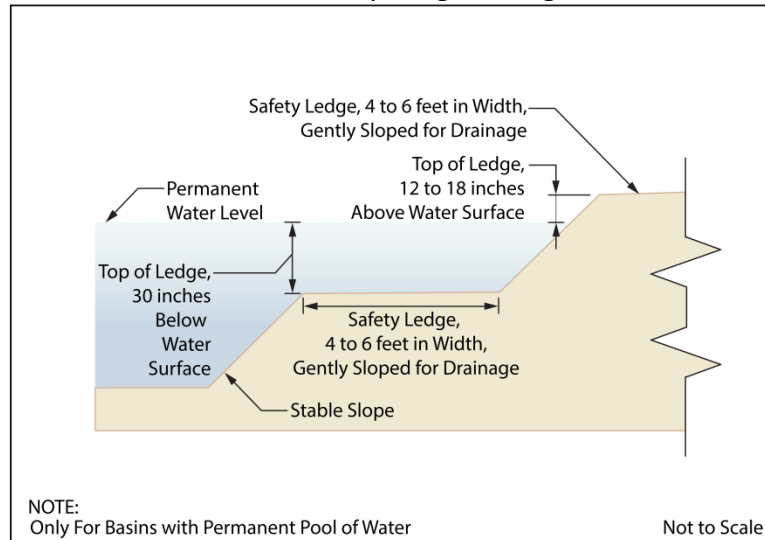 Safety Ledge, 4 to 6 feet in Width,
Gently Sloped for Drainage
Top of Ledge,
12 to 18 inches
Above Water Surface
Permanent
Water Level
Top of Ledge,
30 inches
Below
Water
Surface
Safety Ledge,
4 to 6 feet in Width,
Gently Sloped for Drainage
Stable Slope
NOTE:
Only For Basins with Permanent Pool of Water
Not to Scale